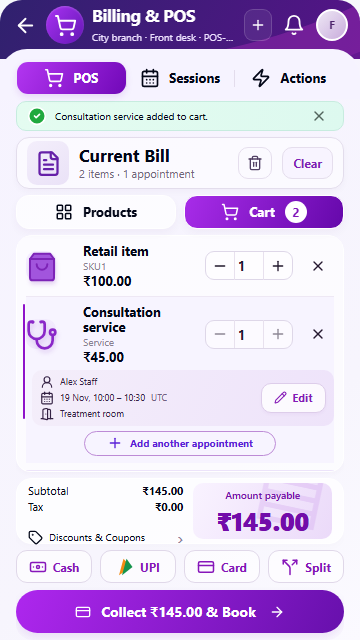 Billing & POS
City branch · Front desk · POS-...
F
POS
Sessions
Actions
Consultation service added to cart.
Current Bill
2 items · 1 appointment
Clear
Products
Cart 2
Retail item
SKU1
₹100.00
1
Consultation
service
Service
₹45.00
1
Alex Staff
19 Nov, 10:00 – 10:30 UTC
Treatment room
Edit
Add another appointment
Subtotal ₹145.00
Tax ₹0.00
Discounts & Coupons
Amount payable
₹145.00
Cash
UPI
Card
Split
Collect ₹145.00 & Book